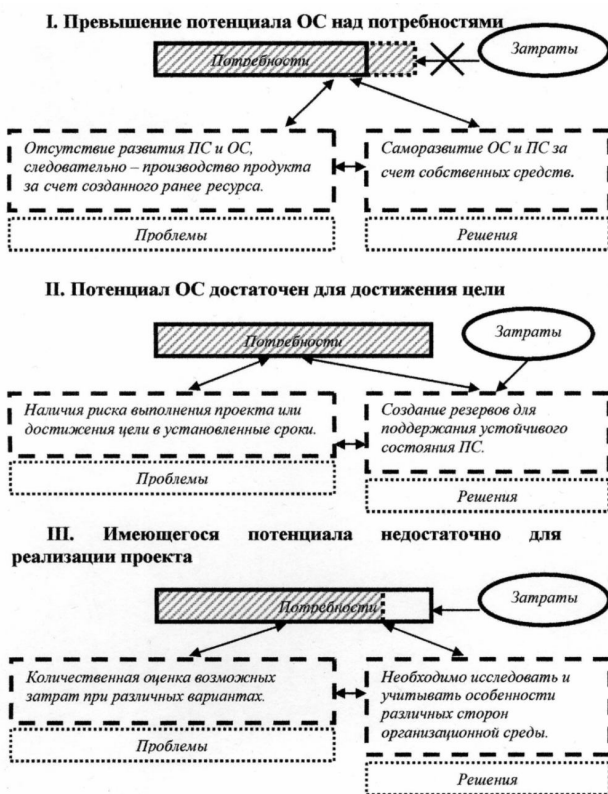 I. Превышение потенциала ОС над потребностями
Потребности
Затраты
Отсутствие развития ПС и ОС,
следовательно – производство продукта
за счет созданного ранее ресурса.
Проблемы
Саморазвитие ОС и ПС за
счет собственных средств.
Решения
II. Потенциал ОС достаточен для достижения цели
Потребности
Затраты
Наличия риска выполнения проекта или
достижения цели в установленные сроки.
Проблемы
Создание резервов для
поддержания устойчивого
состояния ПС.
Решения
III. Имеющегося потенциала недостаточно для
реализации проекта
Потребности
Затраты
Количественная оценка возможных
затрат при различных вариантах.
Проблемы
Необходимо исследовать и
учитывать особенности
различных сторон
организационной среды.
Решения